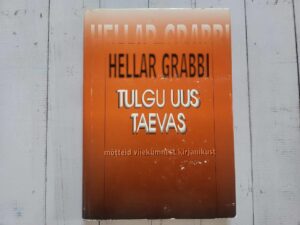 HELLAR GRABBI
HELLAR GRABBI
TULGU UUS
TAEVAS
mõtteid viiekümnest kirjanikust